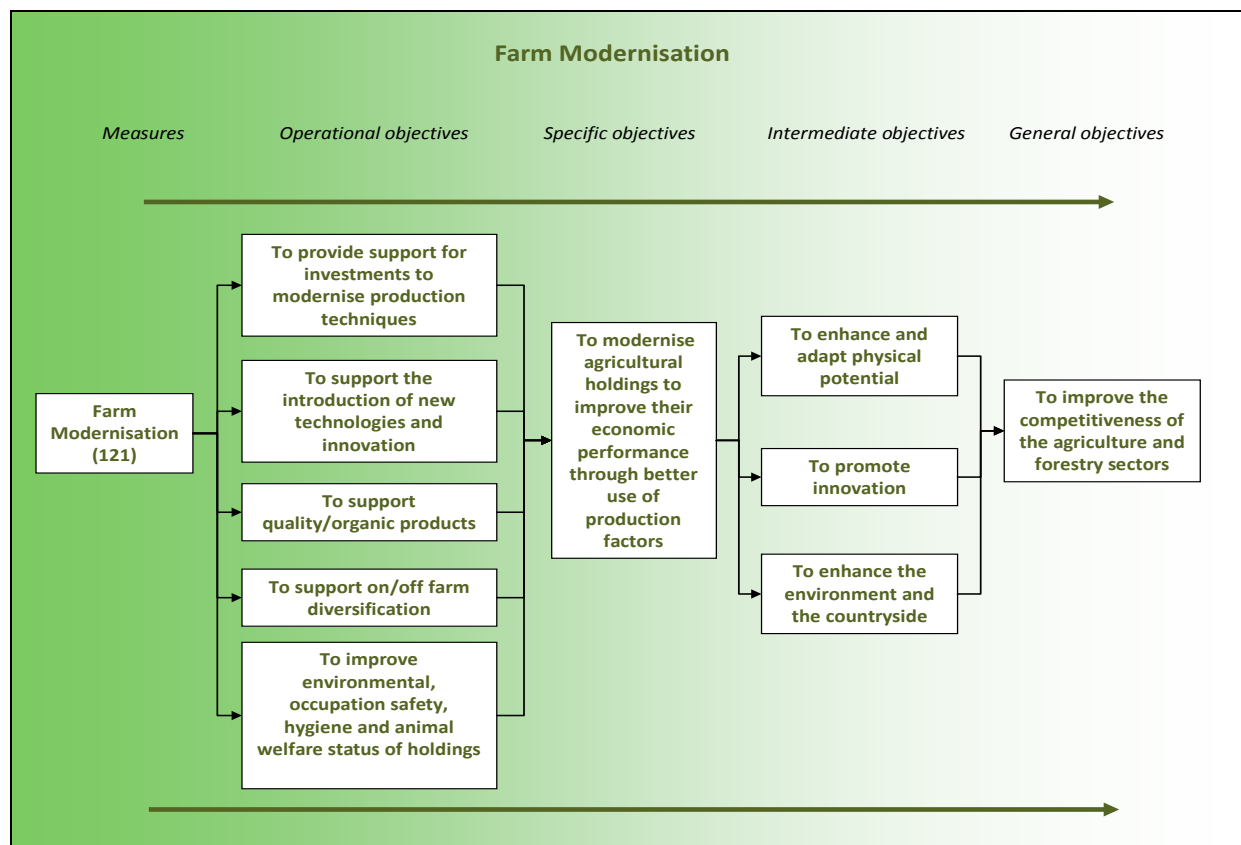 Farm Modernisation
Measures
Operational objectives
Specific objectives
Intermediate objectives
General objectives
Farm
Modernisation
(121)
To provide support for
investments to
modernise production
techniques
To support the
introduction of new
technologies and
innovation
To support
quality/organic products
To support on/off farm
diversification
To improve
environmental,
occupation safety,
hygiene and animal
welfare status of holdings
To modernise
agricultural
holdings to
improve their
economic
performance
through better
use of
production
factors
To enhance and
adapt physical
potential
To promote
innovation
To enhance the
environment and
the countryside
To improve the
competitiveness of
the agriculture and
forestry sectors